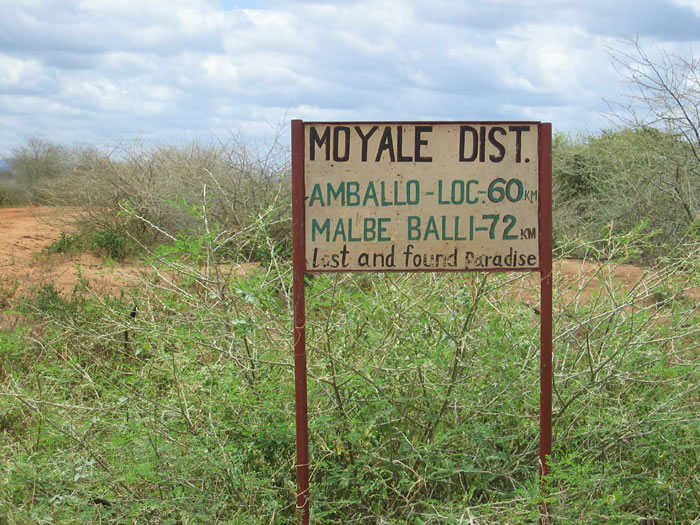 MOYALE DIST.
AMBALLO-LOC-60KM
MALBE BALLI-72KM
Lost and found Paradise